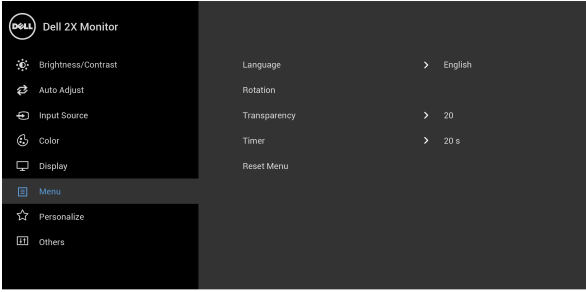 DELL Dell 2X Monitor
Brightness/Contrast Language English
Auto Adjust Rotation
Input Source Transparency 20
Color Timer 20 s
Display Reset Menu
Menu
Personalize
Others